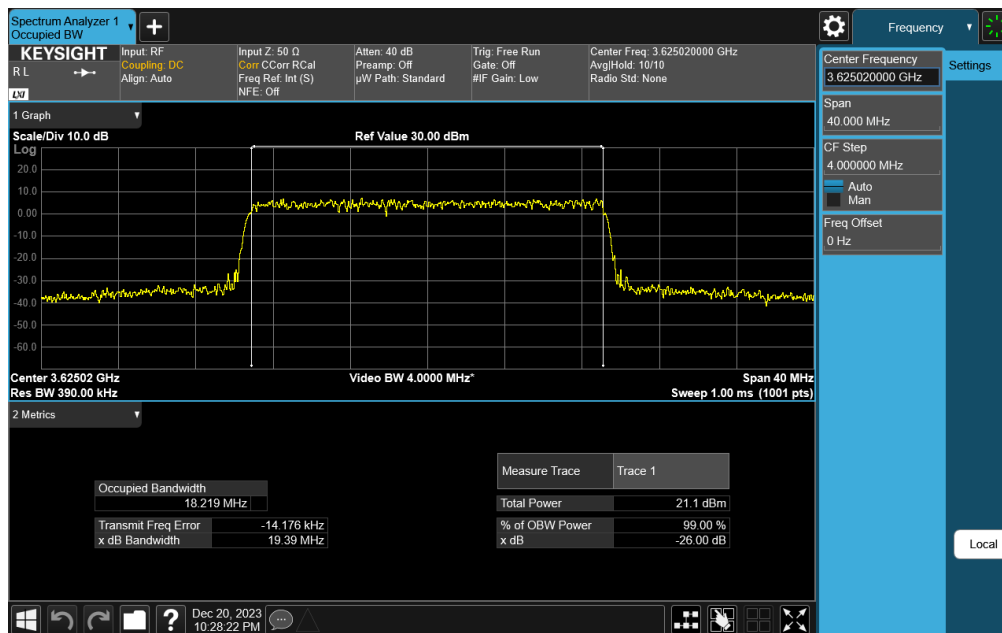 Spectrum Analyzer 1
Occupied BW
Frequency
KEYSIGHT
R L
LXI
Input: RF
Coupling: DC
Align: Auto
Input Z: 50 Ω
Corr CCorr RCal
Freq Ref: Int (S)
NFE: Off
Atten: 40 dB
Preamp: Off
µW Path: Standard
Trig: Free Run
Gate: Off
#IF Gain: Low
Center Freq: 3.625020000 GHz
Avg|Hold: 10/10
Radio Std: None
Center Frequency
3.625020000 GHz
Settings
Span
40.000 MHz
CF Step
4.000000 MHz
Auto
Man
Freq Offset
0 Hz
Local
1 Graph
Scale/Div 10.0 dB
Ref Value 30.00 dBm
Log
20.0
10.0
0.00
-10.0
-20.0
-30.0
-40.0
-50.0
-60.0
Center 3.62502 GHz
Video BW 4.0000 MHz*
Span 40 MHz
Res BW 390.00 kHz
Sweep 1.00 ms (1001 pts)
2 Metrics
Measure Trace Trace 1
Occupied Bandwidth
18.219 MHz
Total Power 21.1 dBm
Transmit Freq Error -14.176 kHz
% of OBW Power 99.00 %
x dB Bandwidth 19.39 MHz
x dB -26.00 dB
?
Dec 20, 2023
10:28:22 PM